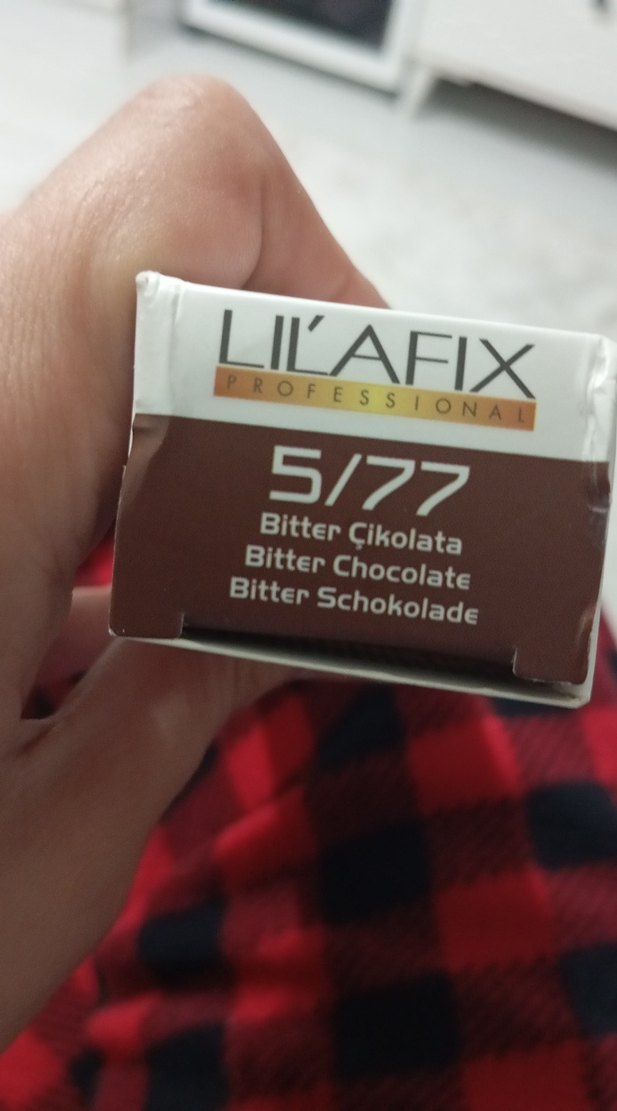 LIL'AFIX
PROFESSIONAL
5/77
Bitter Çikolata
Bitter Chocolate
Bitter Schokolade